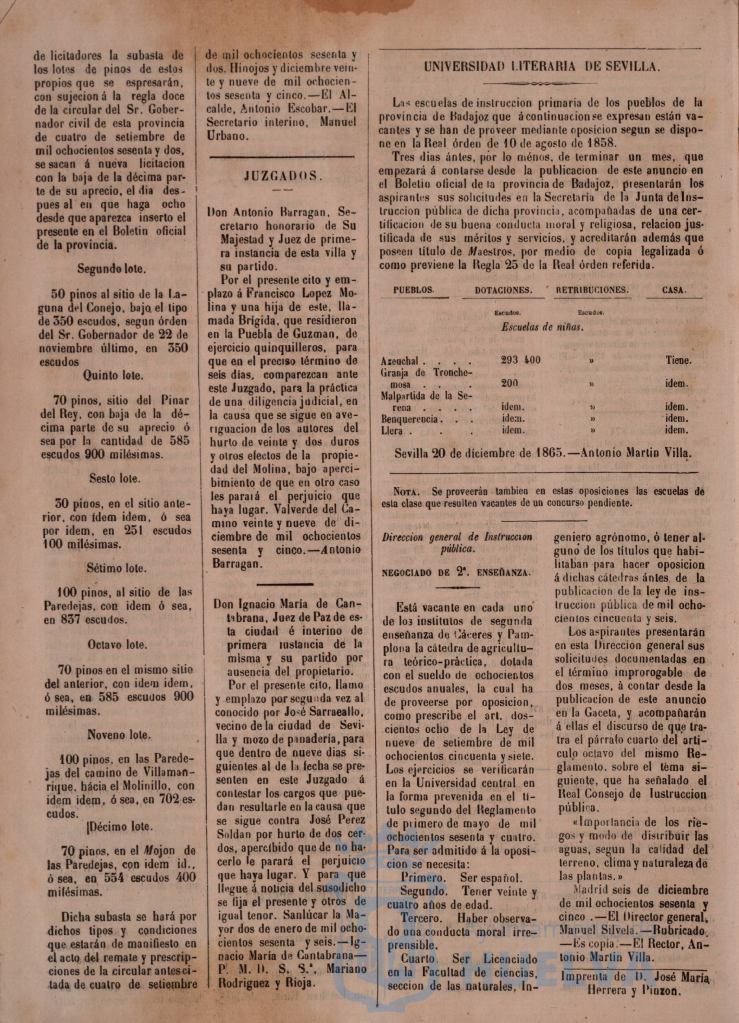 de licitadores la subasta de
los lotes de pinos de estos
propios que se espresarán,
con sujecion á la regla doce
de la circular del Sr. Gober-
nador civil de esta provincia
de cuatro de setiembre de
mil ochocientos sesenta y dos,
se sacan á nueva licitacion
con la baja de la décima par-
te de su aprecio, el dia des-
pues al en que haga ocho
desde que aparezca inserto el
presente en el Boletin oficial
de la provincia.
Segundo lote.
50 pinos al sitio de la La-
guna del Conejo, bajo el tipo
de 350 escudos, segun órden
del Sr. Gobernador de 22 de
noviembre último, en 350
escudos
Quinto lote.
70 pinos, sitio del Pinar
del Rey, con baja de la dé-
cima parte de su aprecio ó
sea por la cantidad de 585
escudos 900 milésimas.
Sesto lote.
30 pinos, en el sitio ante-
rior, con idem idem, ó sea
por idem, en 251 escudos
100 milésimas.
Sétimo lote.
100 pinos, al sitio de las
Paredejas, con idem ó sea,
en 837 escudos.
Octavo lote.
70 pinos en el mismo sitio
del anterior, con idem idem,
ó sea, en 585 escudos 900
milésimas.
Noveno lote.
100 pinos, en las Parede-
jas del camino de Villaman-
rique, hácia el Molinillo, con
idem idem, ó sea, en 702 es-
cudos.
Décimo lote.
70 pinos, en el Mojon de
las Paredejas, con idem id.,
ó sea, en 554 escudos 400
milésimas.
Dicha subasta se hará por
dichos tipos y condiciones
que estarán de manifiesto en
el acto del remate y prescrip-
ciones de la circular antes ci-
tada de cuatro de setiembre
de mil ochocientos sesenta y
dos. Hinojos y diciembre vein-
te y nueve de mil ochocien-
tos sesenta y cinco.—El Al-
calde, Antonio Escobar.—El
Secretario interino, Manuel
Urbano.
JUZGADOS.
Don Antonio Barragan, Se-
cretario honorario de Su
Majestad y Juez de prime-
ra instancia de esta villa y
su partido.
Por el presente cito y em-
plazo á Francisco Lopez Mo-
lina y una hija de este, lla-
mada Brígida, que residieron
en la Puebla de Guzman, de
ejercicio quinquilleros, para
que en el preciso término de
seis dias, comparezcan ante
este Juzgado, para la práctica
de una diligencia judicial, en
la causa que se sigue en ave-
riguacion de los autores del
hurto de veinte y dos duros
y otros efectos de la propie-
dad del Molina, bajo aperci-
bimiento de que en otro caso
les parará el perjuicio que
haya lugar. Valverde del Ca-
mino veinte y nueve de di-
ciembre de mil ochocientos
sesenta y cinco.—Antonio
Barragan.
Don Ignacio María de Can-
tabrana, Juez de Paz de es-
ta ciudad é interino de
primera instancia de la
misma y su partido por
ausencia del propietario.
Por el presente cito, llamo
y emplazo por segunda vez al
conocido por José Sarraeallo,
vecino de la ciudad de Sevi-
lla y mozo de panadería, para
que dentro de nueve dias si-
guientes al de la fecha se pre-
senten en este Juzgado á
contestar los cargos que pue-
dan resultarle en la causa que
se sigue contra José Perez
Soldan por hurto de dos cer-
dos, apercibido que de no ha-
cerlo le parará el perjuicio
que haya lugar. Y para que
llegue á noticia del susodicho
se fija el presente y otros de
igual tenor. Sanlúcar la Ma-
yor dos de enero de mil ocho-
cientos sesenta y seis.—Ig-
nacio María de Cantabrana—
P. M. D. S. S.ª, Mariano
Rodriguez y Rioja.
UNIVERSIDAD LITERARIA DE SEVILLA.
Las escuelas de instruccion primaria de los pueblos de la
provincia de Badajoz que á continuacion se expresan están va-
cantes y se han de proveer mediante oposicion segun se dispo-
ne en la Real órden de 10 de agosto de 1858.
Tres dias ántes, por lo ménos, de terminar un mes, que
empezará á contarse desde la publicacion de este anuncio en
el Boletin oficial de la provincia de Badajoz, presentarán los
aspirantes sus solicitudes en la Secretaría de la Junta de Ins-
truccion pública de dicha provincia, acompañadas de una cer-
tificacion de su buena conducta moral y religiosa, relacion jus-
tificada de sus méritos y servicios, y acreditarán además que
poseen título de Maestros, por medio de copia legalizada ó
como previene la Regla 25 de la Real órden referida.
PUEBLOS. DOTACIONES. RETRIBUCIONES. CASA.
Escudos. Escudos.
Escuelas de niñas.
Azeuchal . . . . 293 400 » Tiene.
Granja de Tronche-
mosa . . . 200 » idem.
Malpartida de la Se-
rena . . . . idem. » idem.
Benquerencia. . . idem. » idem.
Llera . . . idem. » idem.
Sevilla 20 de diciembre de 1865.—Antonio Martin Villa.
NOTA. Se proveerán tambien en estas oposiciones las escuelas de
esta clase que resulten vacantes de un concurso pendiente.
Direccion general de Instruccion
pública.
NEGOCIADO DE 2ª. ENSEÑANZA.
Está vacante en cada uno
de los institutos de segunda
enseñanza de Cáceres y Pam-
plona la cátedra de agricultu-
ra teórico-práctica, dotada
con el sueldo de ochocientos
escudos anuales, la cual ha
de proveerse por oposicion,
como prescribe el art. dos-
cientos ocho de la Ley de
nueve de setiembre de mil
ochocientos cincuenta y siete.
Los ejercicios se verificarán
en la Universidad central en
la forma prevenida en el tí-
tulo segundo del Reglamento
de primero de mayo de mil
ochocientos sesenta y cuatro.
Para ser admitido á la oposi-
cion se necesita:
Primero. Ser español.
Segundo. Tener veinte y
cuatro años de edad.
Tercero. Haber observa-
do una conducta moral irre-
prensible.
Cuarto. Ser Licenciado
en la Facultad de ciencias,
seccion de las naturales, In-
geniero agrónomo, ó tener al-
guno de los títulos que habi-
litaban para hacer oposicion
á dichas cátedras ántes de la
publicacion de la ley de ins-
truccion pública de mil ocho-
cientos cincuenta y seis.
Los aspirantes presentarán
en esta Direccion general sus
solicitudes documentadas en
el término improrogable de
dos meses, á contar desde la
publicacion de este anuncio
en la Gaceta, y acompañarán
á ellas el discurso de que tra-
tra el párrafo cuarto del artí-
culo octavo del mismo Re-
glamento, sobre el tema si-
guiente, que ha señalado el
Real Consejo de Instruccion
pública.
«Importancia de los rie-
gos y modo de distribuir las
aguas, segun la calidad del
terreno, clima y naturaleza de
las plantas.»
Madrid seis de diciembre
de mil ochocientos sesenta y
cinco.—El Director general,
Manuel Silvela.—Rubricado.
—Es copia.—El Rector, An-
tonio Martin Villa.
Imprenta de D. José María
Herrera y Pinzon.